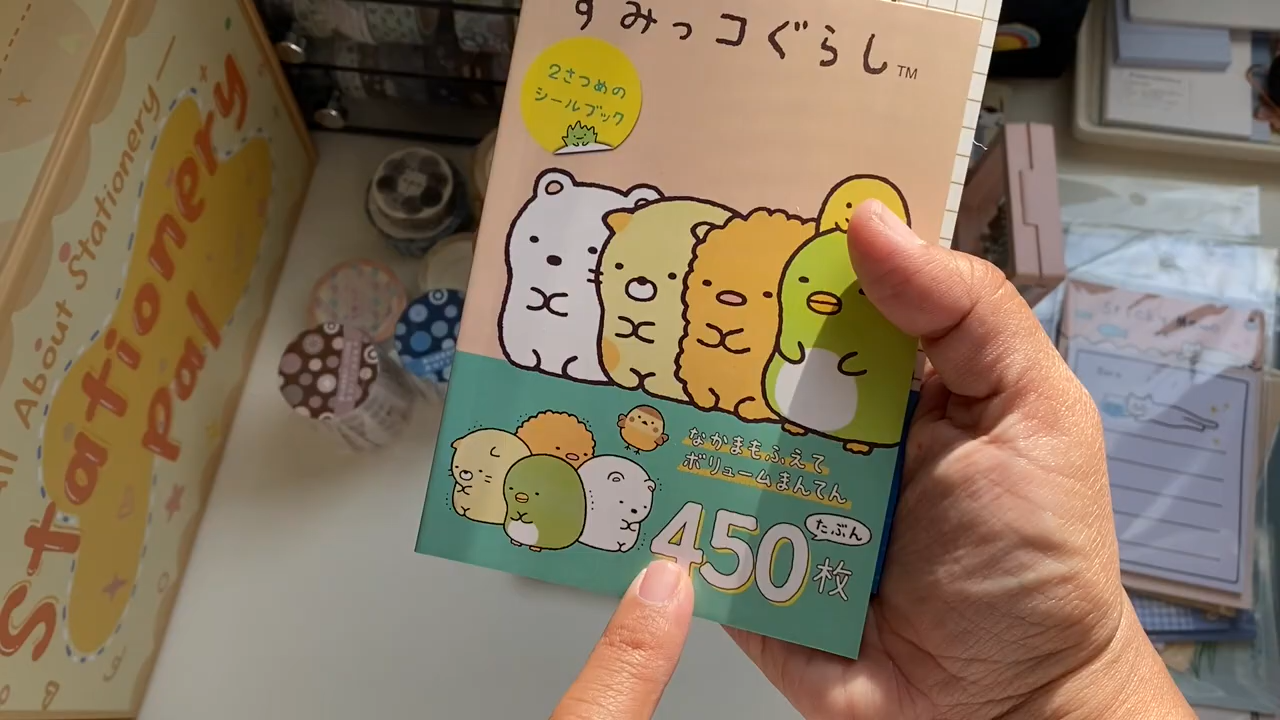 すみっコぐらし TM
2さつめの
シールブック
なかまもふえて
ボリュームまんてん
たぶん
450枚
All About Stationery
Stationery
pal